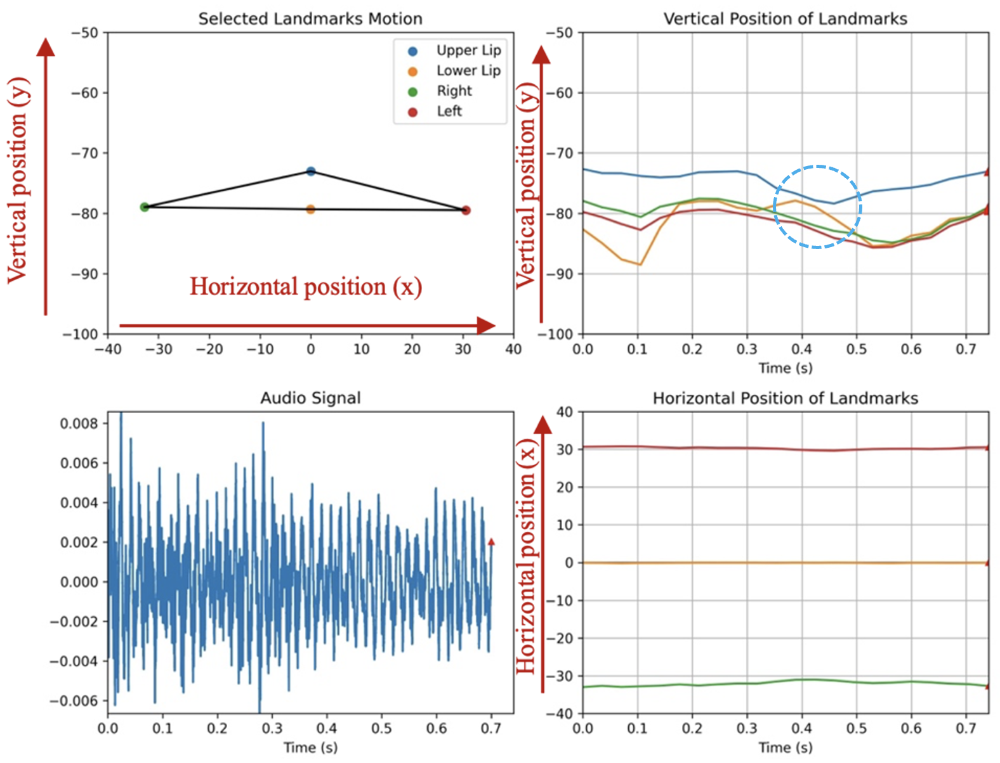 Selected Landmarks Motion
−50
−60
−70
−80
−90
−100
−40 −30 −20 −10 0 10 20 30 40
Vertical position (y)
Horizontal position (x)
Upper Lip
Lower Lip
Right
Left
Vertical Position of Landmarks
−50
−60
−70
−80
−90
−100
0.0 0.1 0.2 0.3 0.4 0.5 0.6 0.7
Time (s)
Vertical position (y)
Audio Signal
0.008
0.006
0.004
0.002
0.000
−0.002
−0.004
−0.006
0.0 0.1 0.2 0.3 0.4 0.5 0.6 0.7
Time (s)
Horizontal Position of Landmarks
40
30
20
10
0
−10
−20
−30
−40
0.0 0.1 0.2 0.3 0.4 0.5 0.6 0.7
Time (s)
Horizontal position (x)